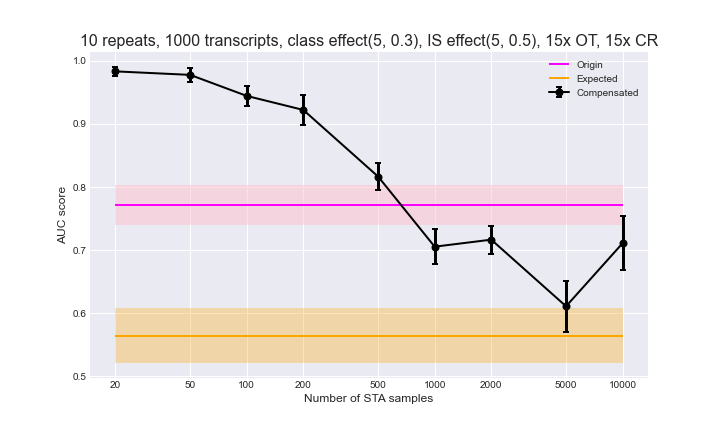 10 repeats, 1000 transcripts, class effect(5, 0.3), IS effect(5, 0.5), 15x OT, 15x CR
Origin
Expected
Compensated
1.0
0.9
0.8
0.7
0.6
0.5
AUC score
20 50 100 200 500 1000 2000 5000 10000
Number of STA samples